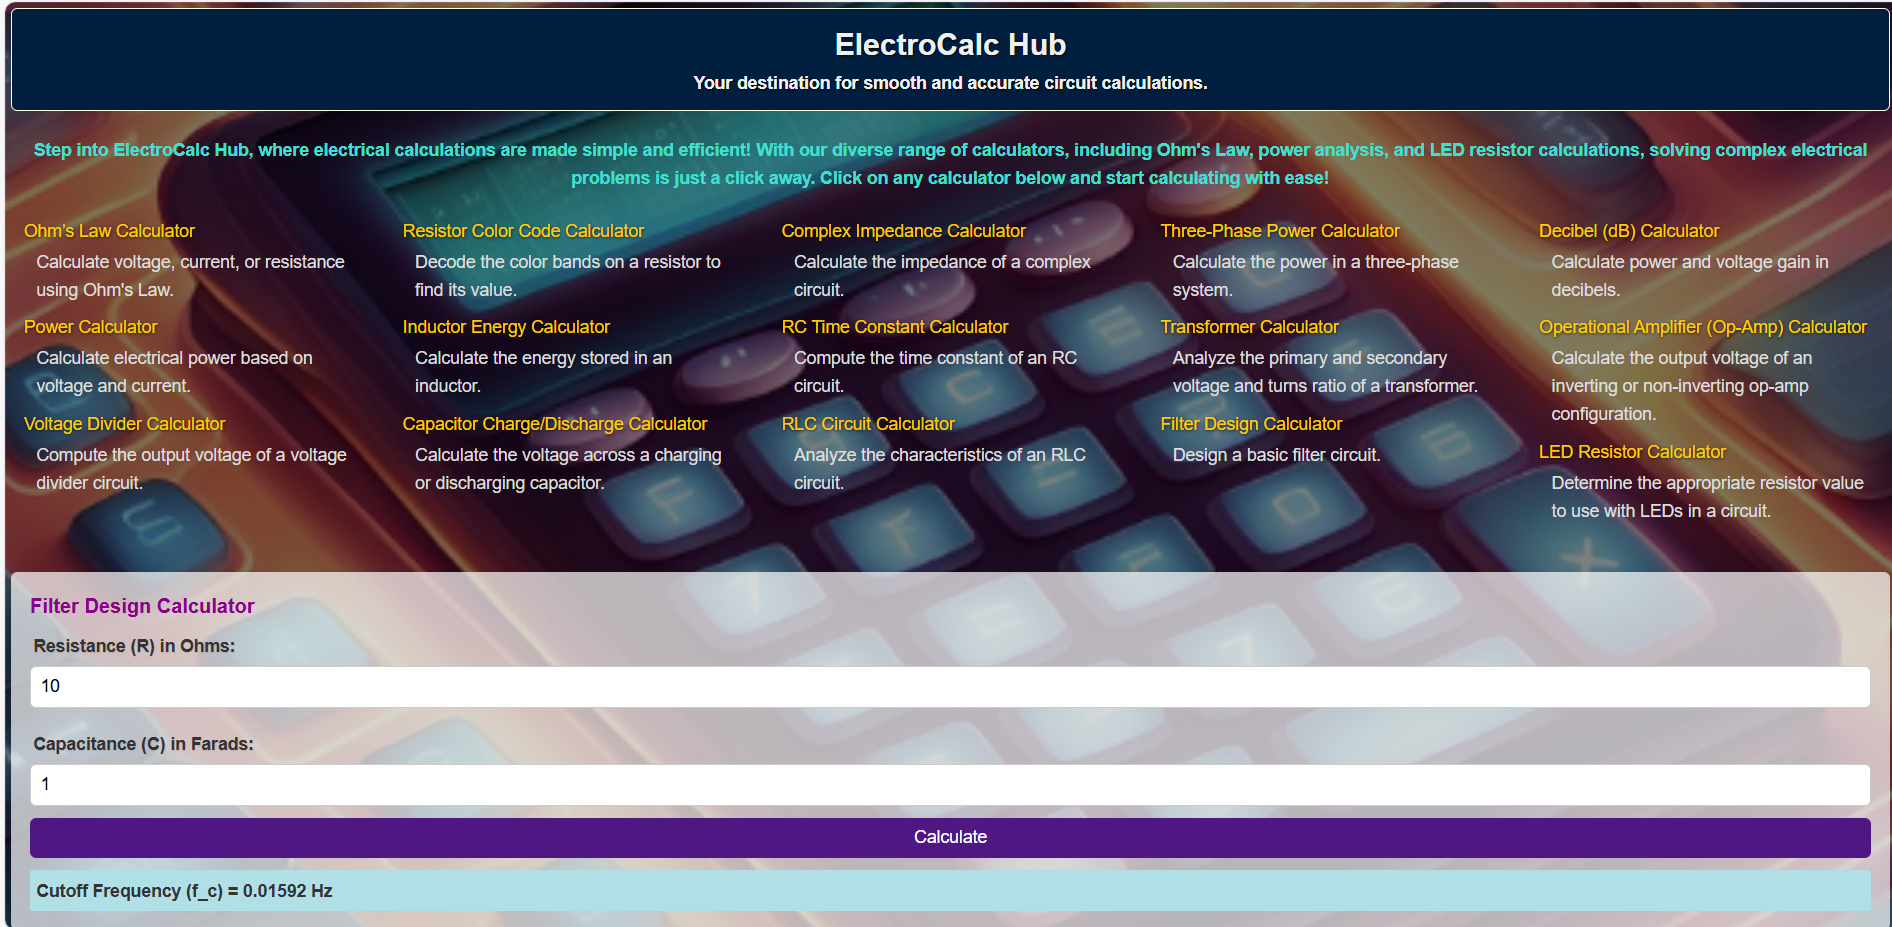 ElectroCalc Hub
Your destination for smooth and accurate circuit calculations.
Step into ElectroCalc Hub, where electrical calculations are made simple and efficient! With our diverse range of calculators, including Ohm's Law, power analysis, and LED resistor calculations, solving complex electrical
problems is just a click away. Click on any calculator below and start calculating with ease!
Ohm's Law Calculator
Calculate voltage, current, or resistance
using Ohm's Law.
Power Calculator
Calculate electrical power based on
voltage and current.
Voltage Divider Calculator
Compute the output voltage of a voltage
divider circuit.
Resistor Color Code Calculator
Decode the color bands on a resistor to
find its value.
Inductor Energy Calculator
Calculate the energy stored in an
inductor.
Capacitor Charge/Discharge Calculator
Calculate the voltage across a charging
or discharging capacitor.
Complex Impedance Calculator
Calculate the impedance of a complex
circuit.
RC Time Constant Calculator
Compute the time constant of an RC
circuit.
RLC Circuit Calculator
Analyze the characteristics of an RLC
circuit.
Three-Phase Power Calculator
Calculate the power in a three-phase
system.
Transformer Calculator
Analyze the primary and secondary
voltage and turns ratio of a transformer.
Filter Design Calculator
Design a basic filter circuit.
Decibel (dB) Calculator
Calculate power and voltage gain in
decibels.
Operational Amplifier (Op-Amp) Calculator
Calculate the output voltage of an
inverting or non-inverting op-amp
configuration.
LED Resistor Calculator
Determine the appropriate resistor value
to use with LEDs in a circuit.
Filter Design Calculator
Resistance (R) in Ohms:
10
Capacitance (C) in Farads:
1
Calculate
Cutoff Frequency (f_c) = 0.01592 Hz